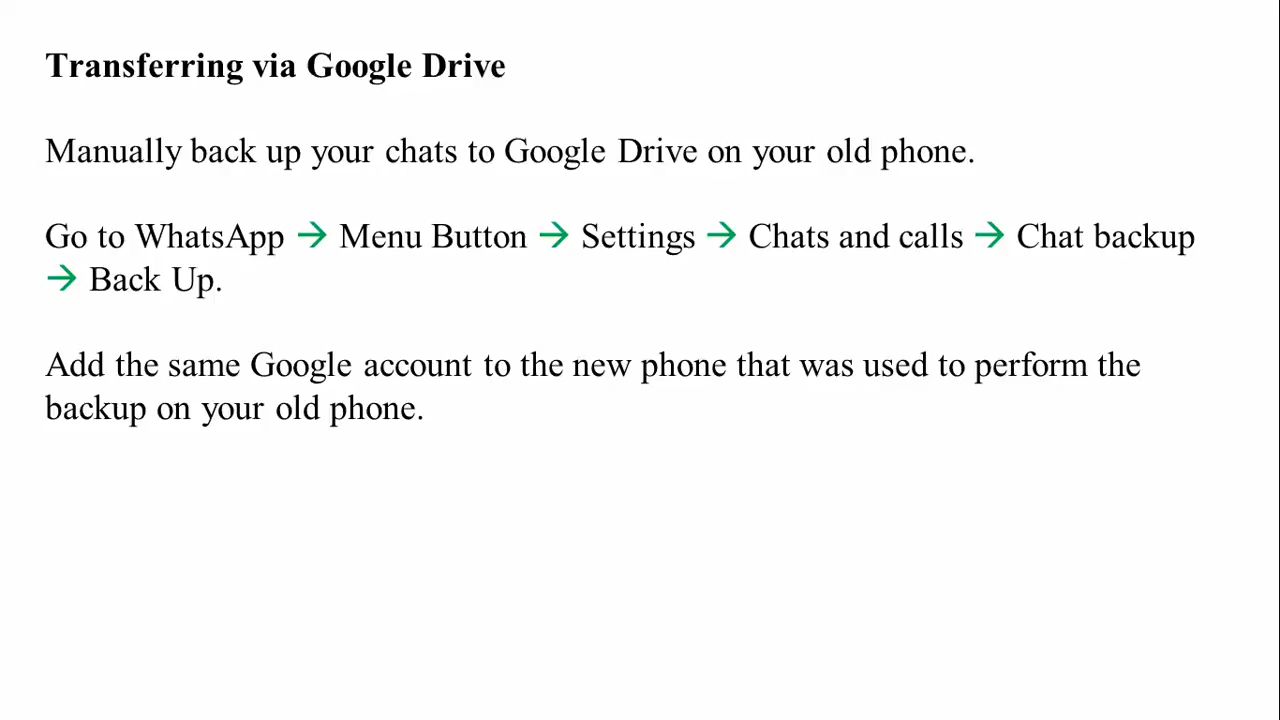 Transferring via Google Drive
Manually back up your chats to Google Drive on your old phone.
Go to WhatsApp → Menu Button → Settings → Chats and calls → Chat backup
→ Back Up.
Add the same Google account to the new phone that was used to perform the
backup on your old phone.